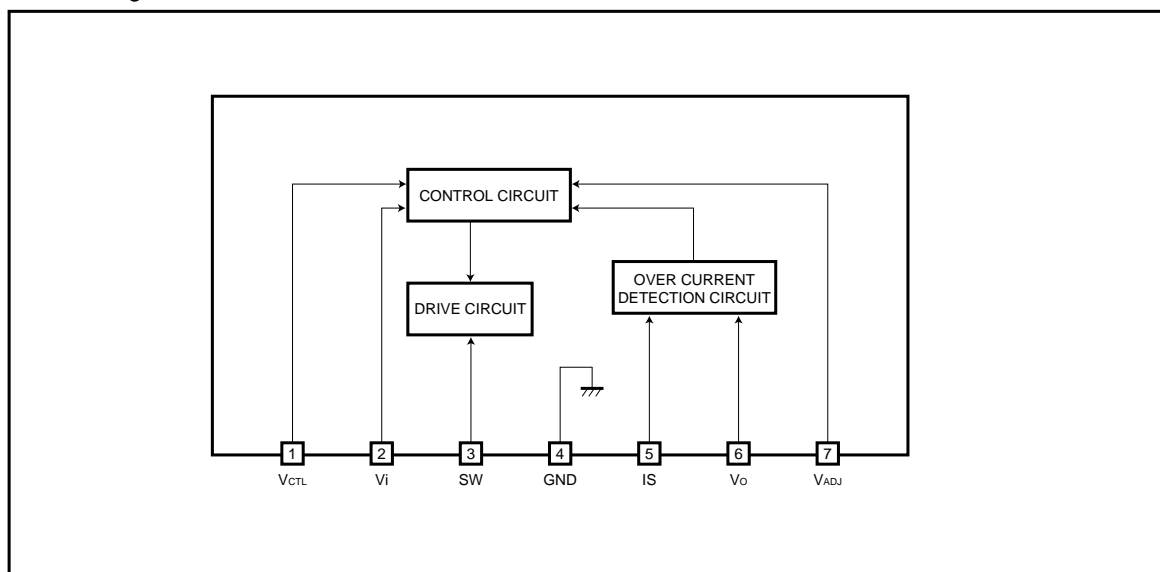 CONTROL CIRCUIT
OVER CURRENT
DETECTION CIRCUIT
DRIVE CIRCUIT
1 2 3 4 5 6 7
VCTL Vi SW GND IS VO VADJ